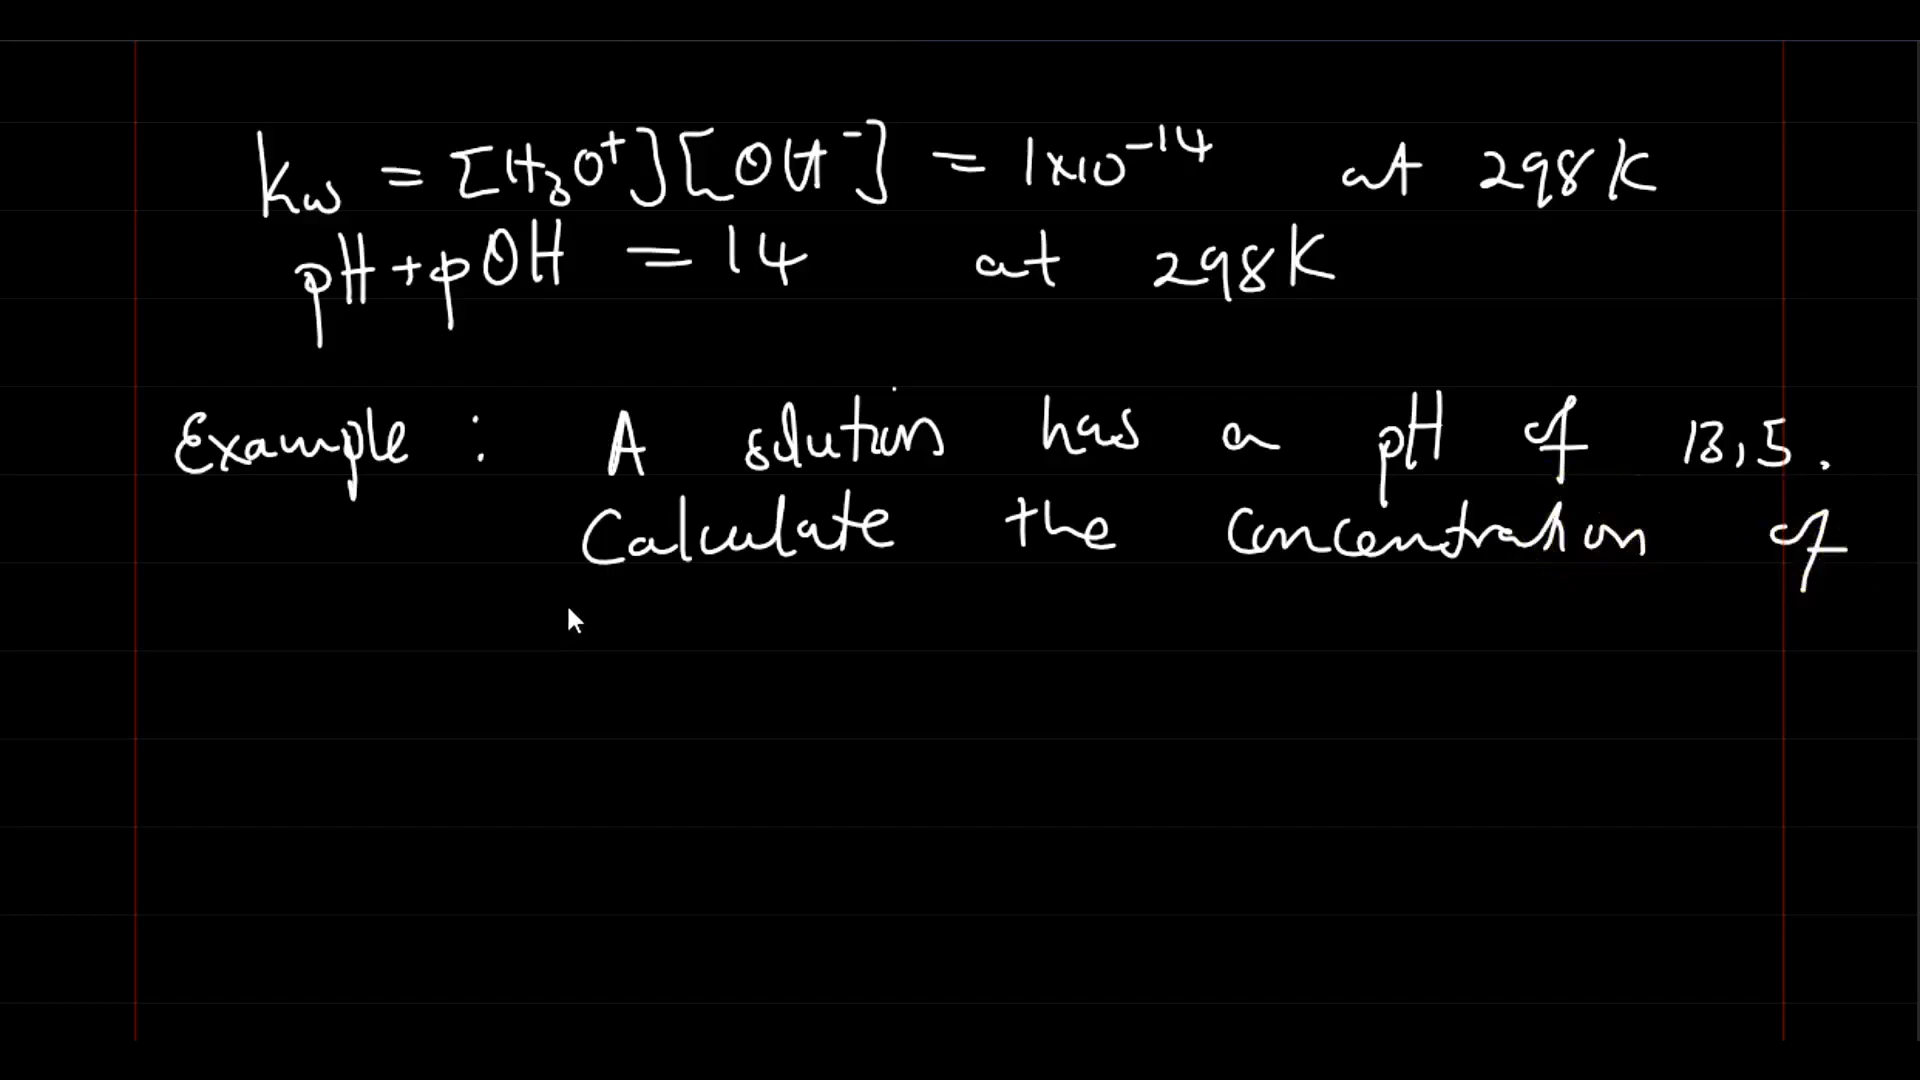 Kw = [H₃O⁺][OH⁻] = 1x10⁻¹⁴ at 298K
pH + pOH = 14 at 298K
Example : A solution has a pH of 13,5.
Calculate the concentration of